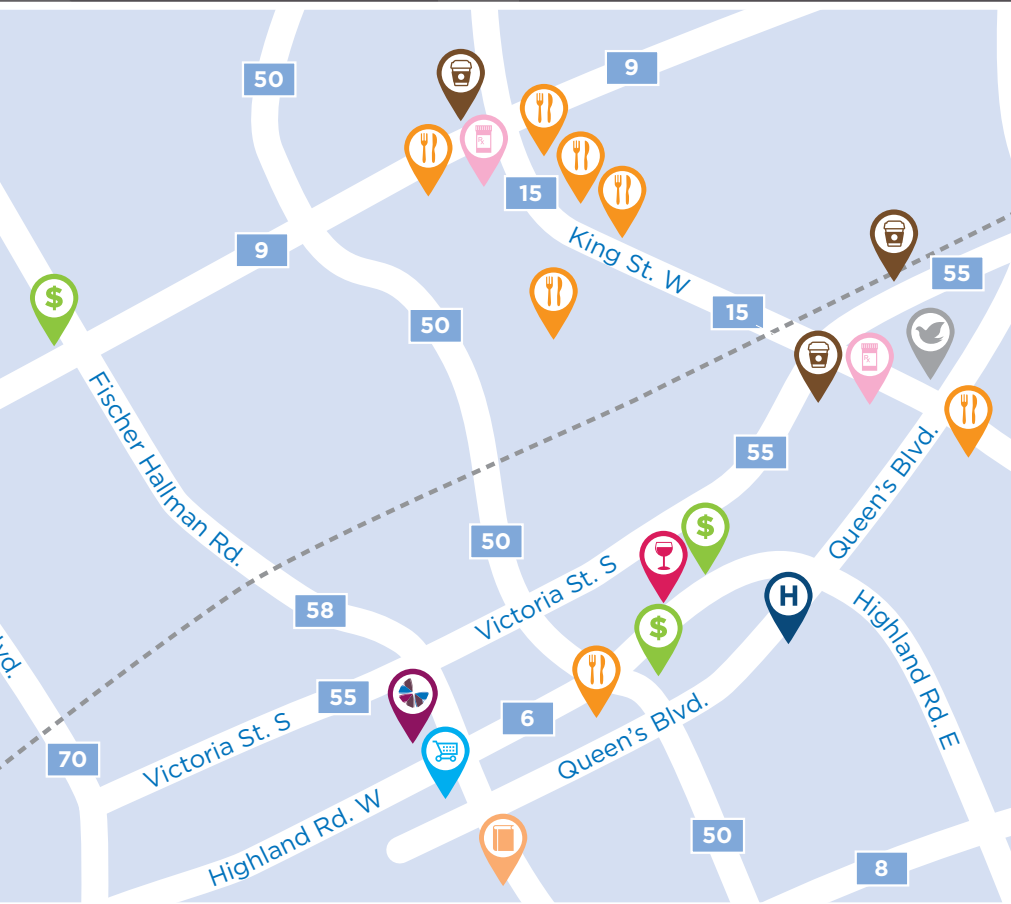 9
50
15
9
King St. W
55
$
15
50
Fischer Hallman Rd.
55
Queen's Blvd.
$
50
Victoria St. S
H
58
$
Highland Rd. E
lvd.
55
6
Queen's Blvd.
Victoria St. S
70
Highland Rd. W
50
8